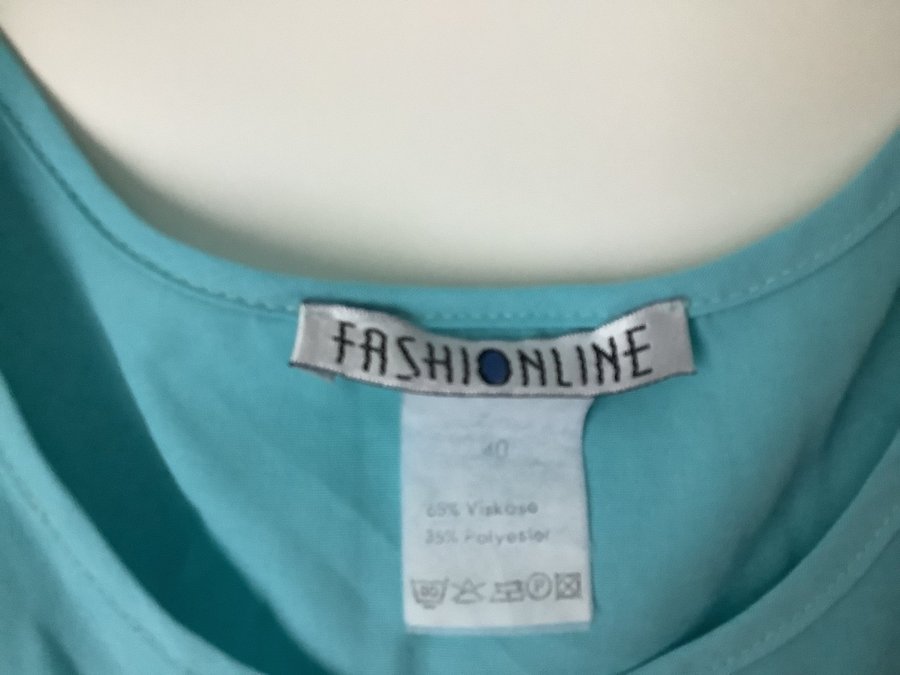 FASHIONLINE
40
65% Viskose
35% Polyester
P